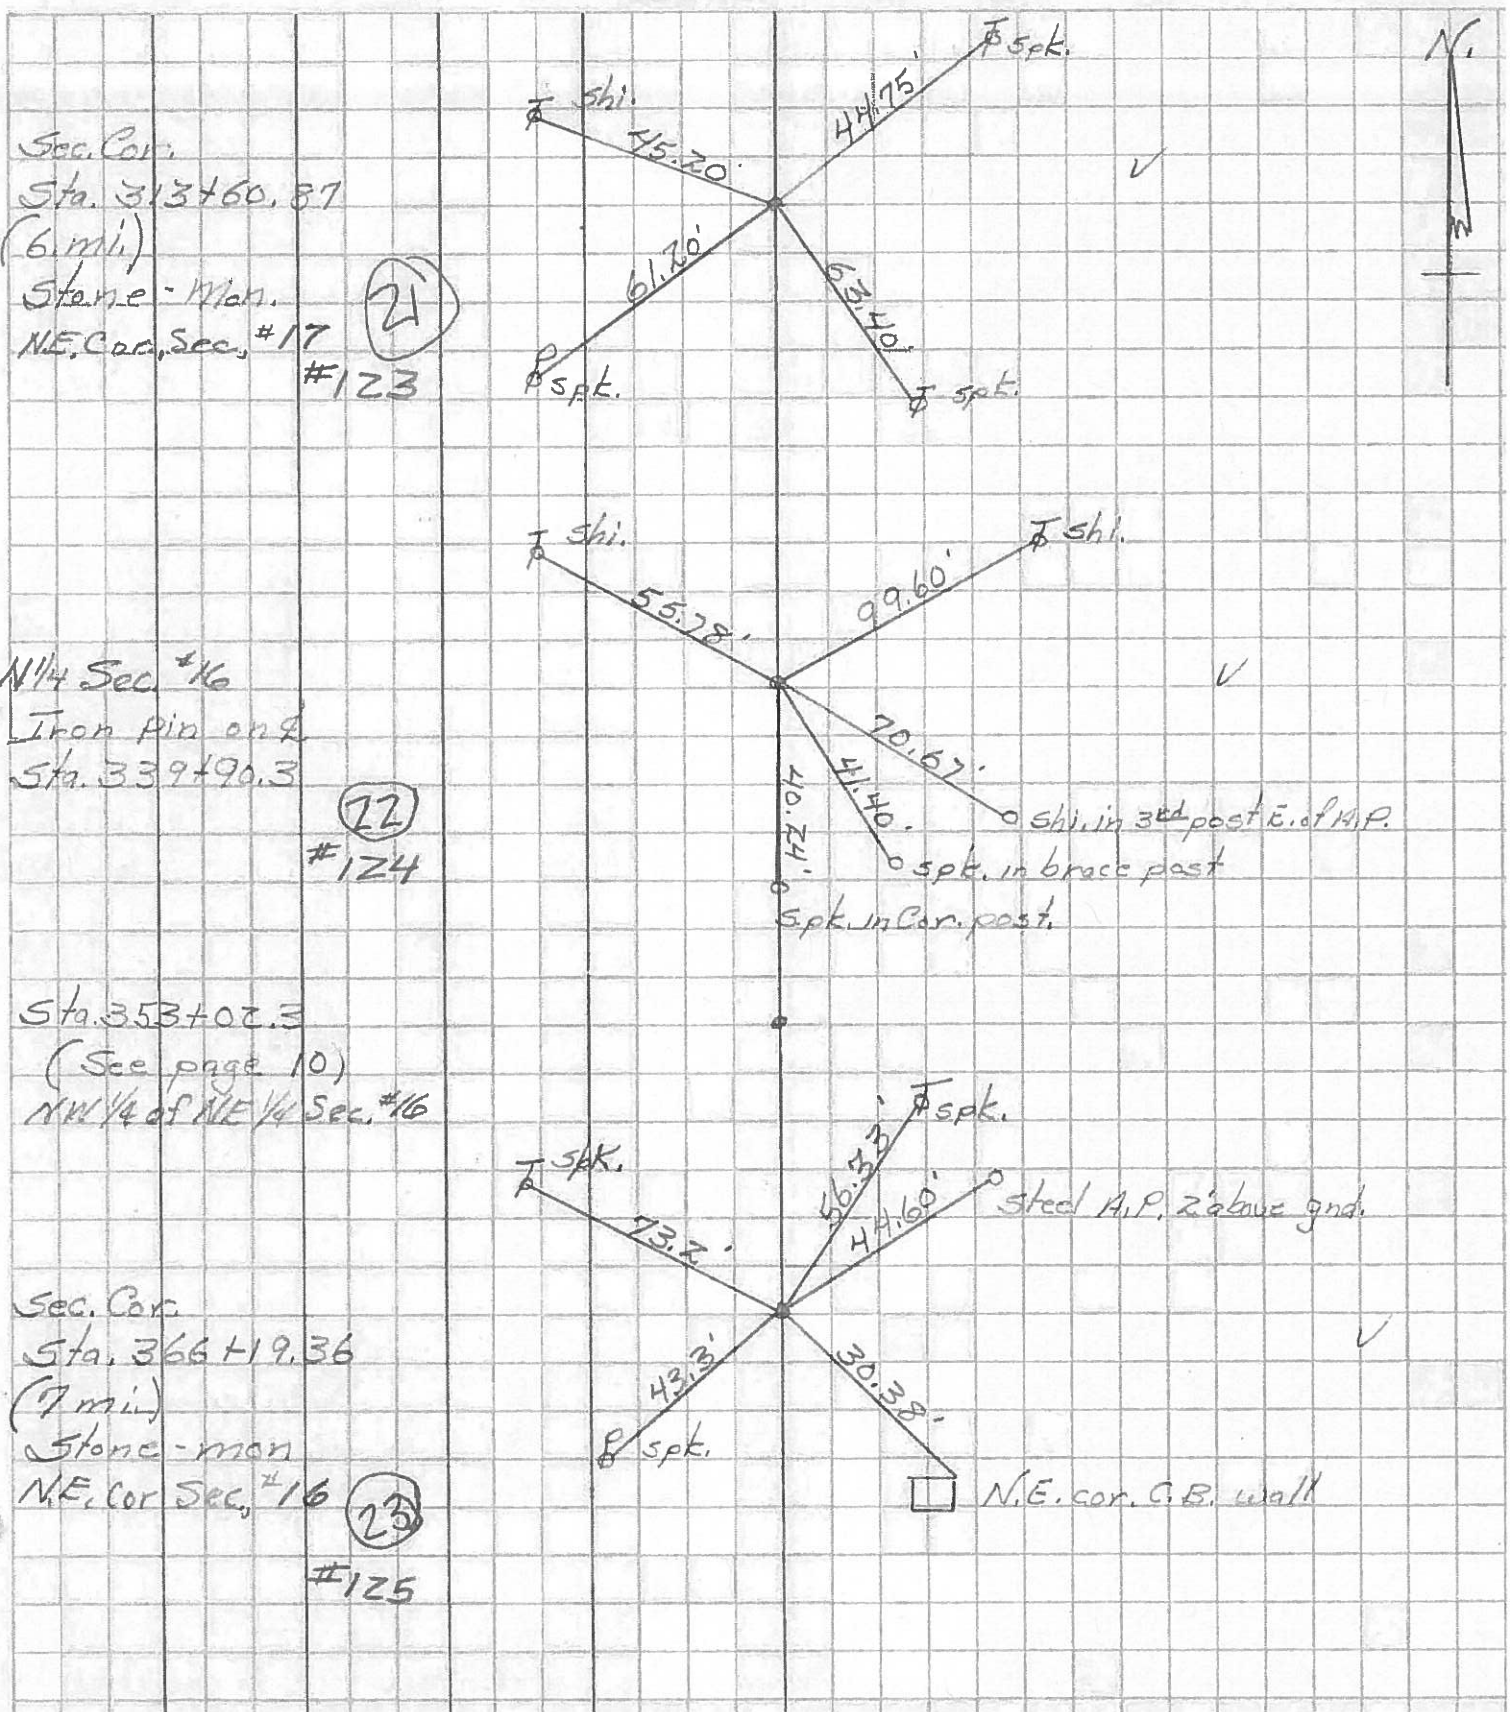 N.
Sec. Cor.
Sta. 313+60.87
(6 mi.)
Stone-Mon.
N.E. Cor. Sec. #17
21
#123
shi.
45.20'
spk.
44.75'
61.20'
spk.
63.40'
spk.
✓
N 1/4 Sec. #16
Iron Pin on ℄
Sta. 339+90.3
22
#124
shi.
55.78'
shi.
99.60'
70.67'
shi. in 3rd post E. of A.P.
41.40'
spk. in brace post
40.24'
spk. in Cor. post.
✓
Sta. 353+02.3
(See page 10)
NW 1/4 of NE 1/4 Sec. #16
Sec. Cor.
Sta. 366+19.36
(7 mi.)
Stone-mon
N.E. Cor Sec. #16
23
#125
spk.
73.2'
spk.
56.33'
44.60'
steel A.P. 2' above gnd.
43.3'
spk.
30.38'
N.E. cor. C.B. wall
✓